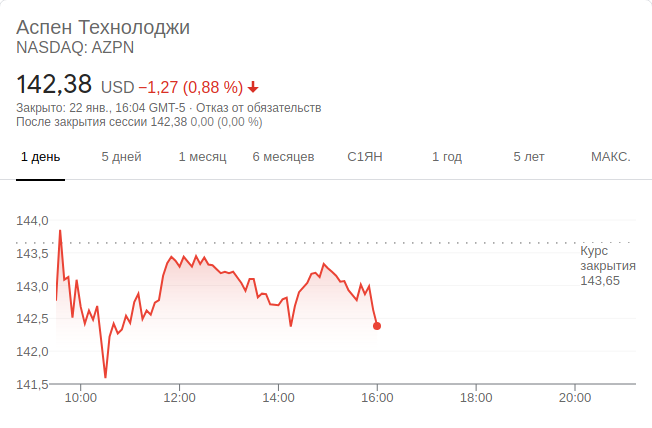 Аспен Технолоджи
NASDAQ: AZPN
142,38 USD −1,27 (0,88 %)
Закрыто: 22 янв., 16:04 GMT-5 · Отказ от обязательств
После закрытия сессии 142,38 0,00 (0,00 %)
1 день 5 дней 1 месяц 6 месяцев С1ЯН 1 год 5 лет МАКС.
144,0
143,5
143,0
142,5
142,0
141,5
Курс
закрытия
143,65
10:00 12:00 14:00 16:00 18:00 20:00